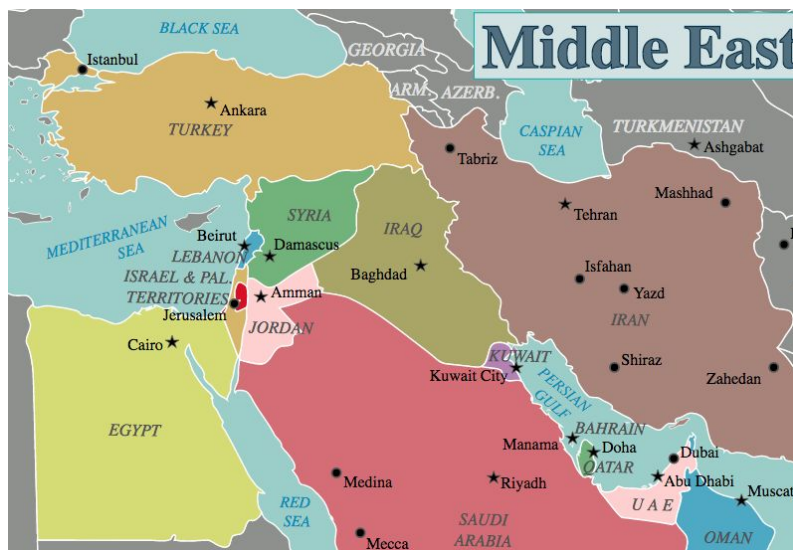 Middle East
BLACK SEA
GEORGIA
Istanbul
ARM.
AZERB.
Ankara
TURKEY
CASPIAN
SEA
TURKMENISTAN
Ashgabat
Tabriz
Mashhad
Tehran
SYRIA
IRAQ
MEDITERRANEAN
SEA
Beirut
LEBANON
Damascus
Baghdad
ISRAEL & PAL.
TERRITORIES
Isfahan
Yazd
Amman
Jerusalem
JORDAN
IRAN
Cairo
KUWAIT
Kuwait City
Shiraz
Zahedan
PERSIAN
GULF
EGYPT
BAHRAIN
Manama
Doha
QATAR
Dubai
Abu Dhabi
Medina
Riyadh
Muscat
RED
SEA
U A E
SAUDI
ARABIA
OMAN
Mecca